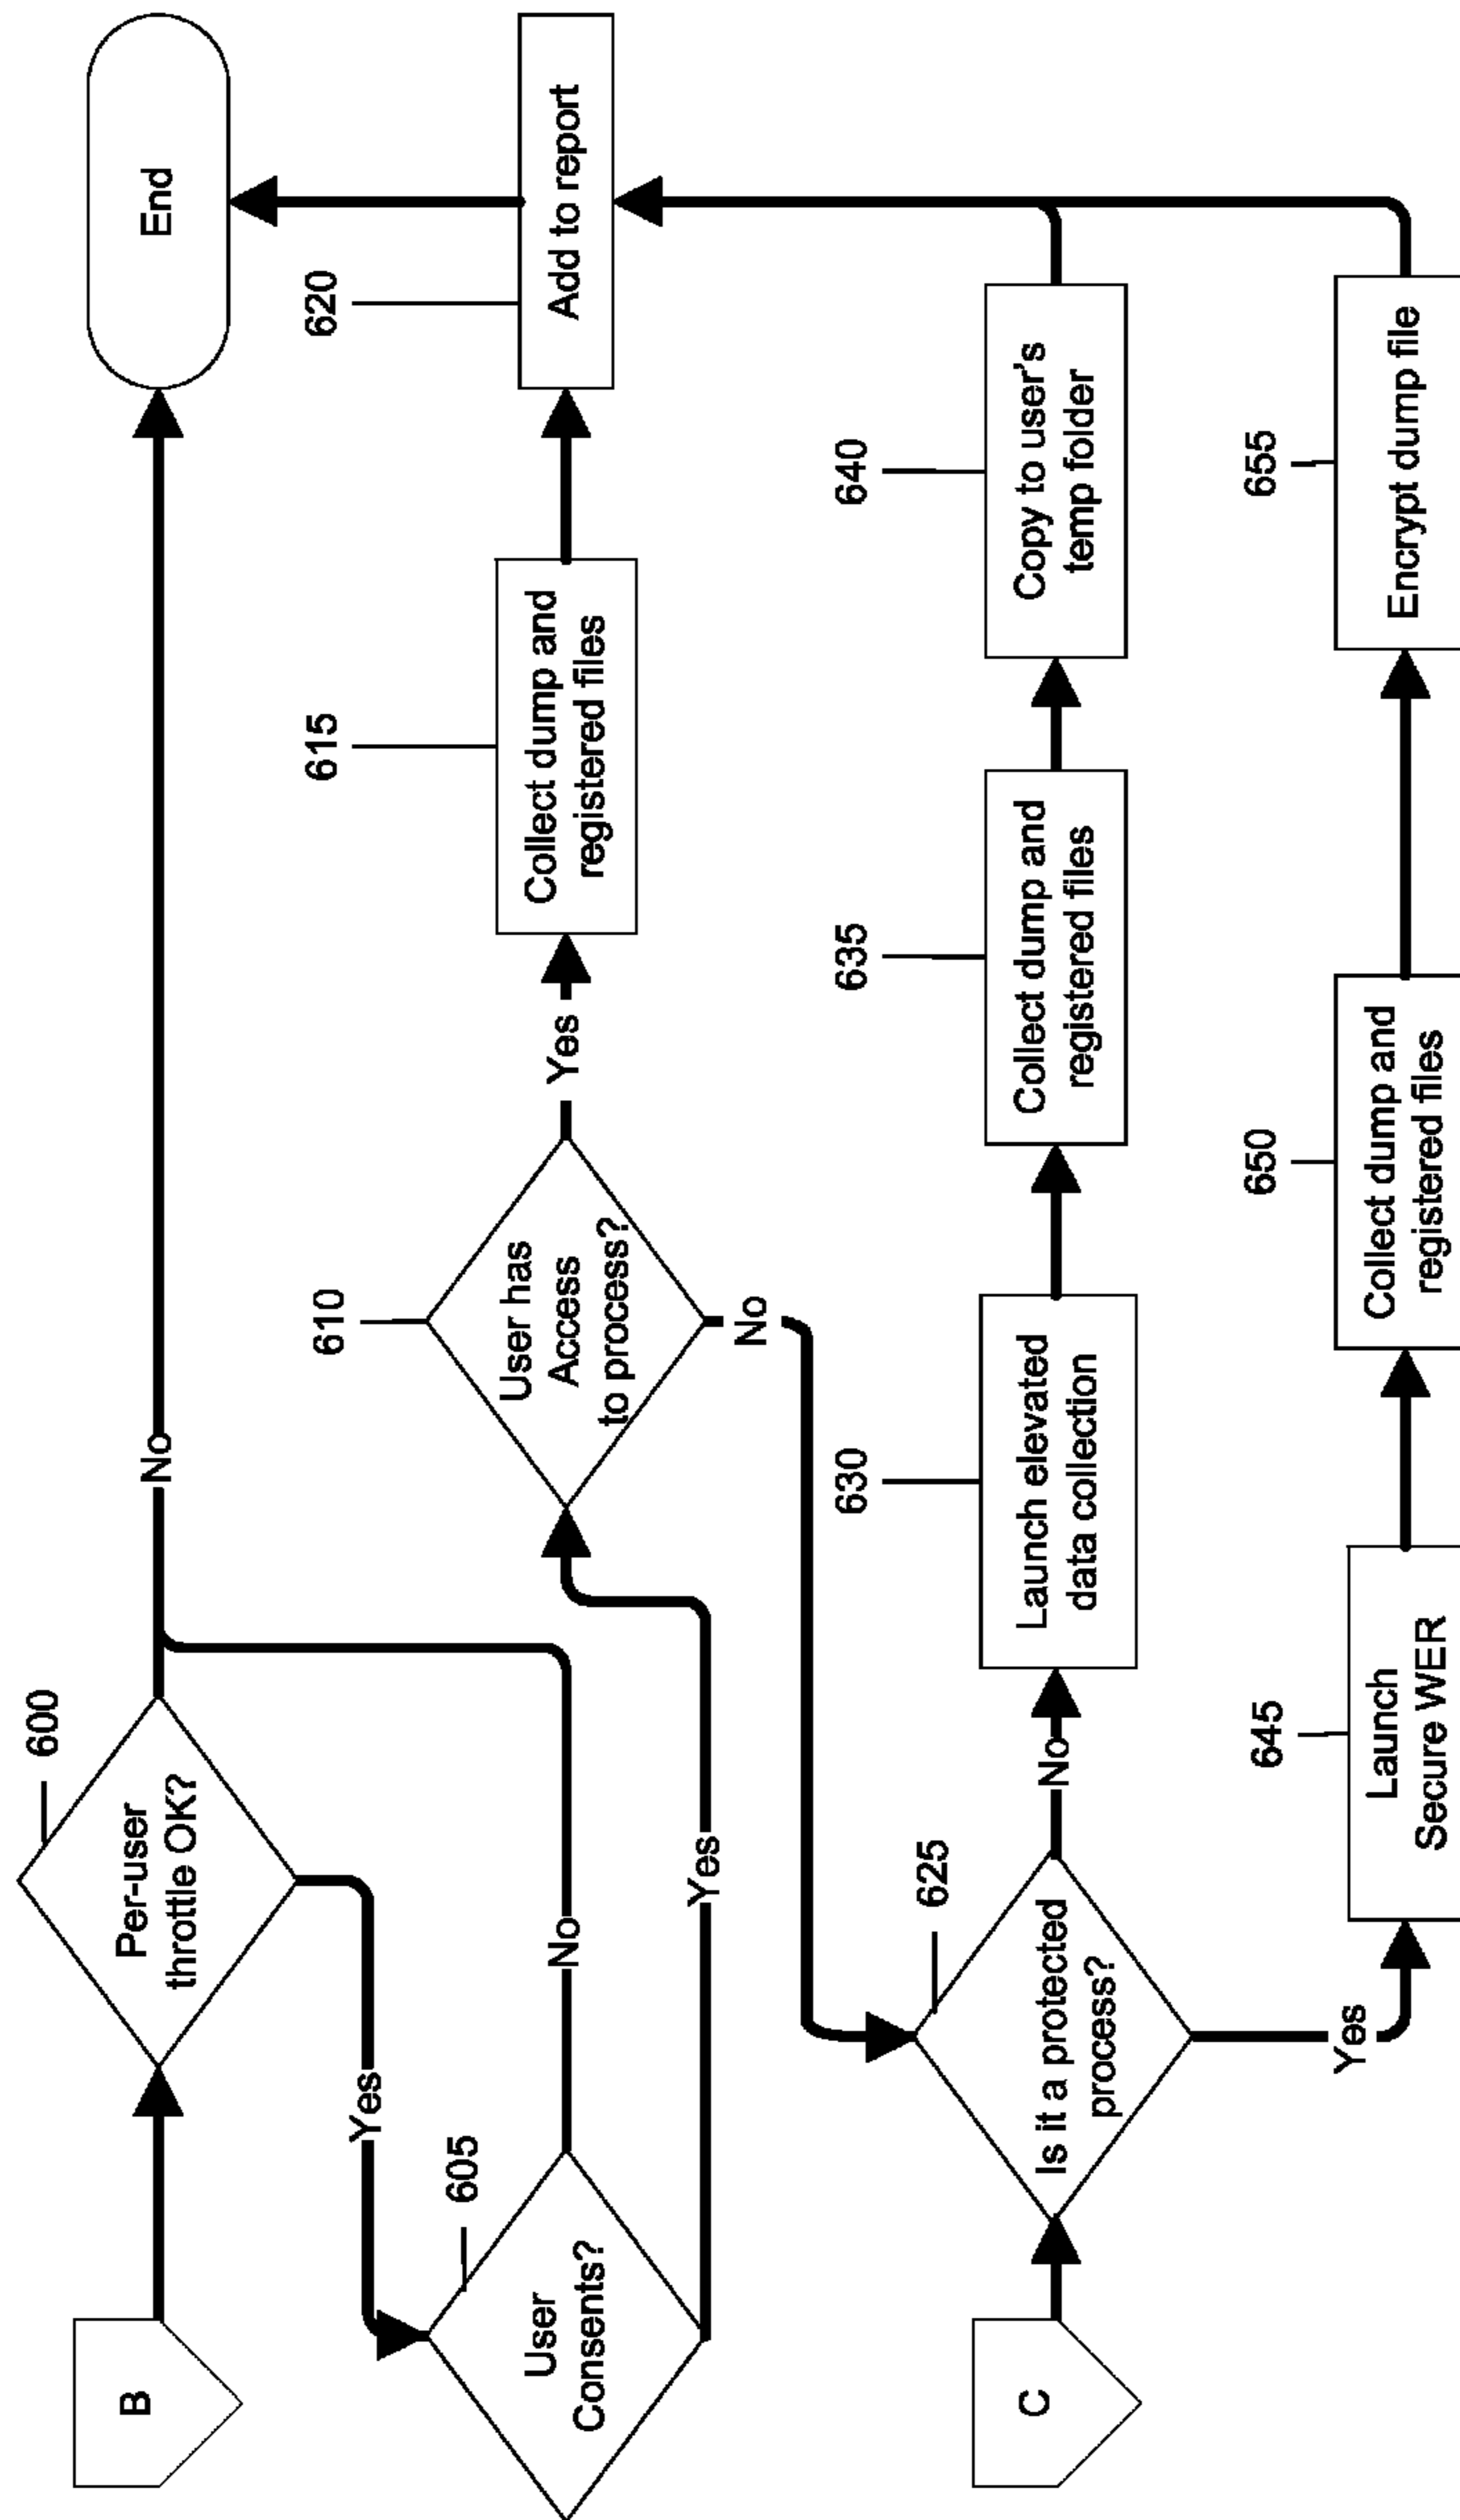 B
600
Per-user
throttle OK?
No
End
Yes
605
User
Consents?
No
Yes
610
User has
Access
to process?
Yes
615
Collect dump and
registered files
620
Add to report
No
C
625
Is it a protected
process?
No
630
Launch elevated
data collection
635
Collect dump and
registered files
640
Copy to user's
temp folder
Yes
645
Launch
Secure WER
650
Collect dump and
registered files
655
Encrypt dump file